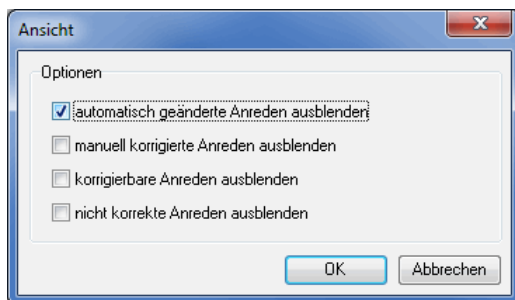 Ansicht
Optionen
automatisch geänderte Anreden ausblenden
manuell korrigierte Anreden ausblenden
korrigierbare Anreden ausblenden
nicht korrekte Anreden ausblenden
OK Abbrechen